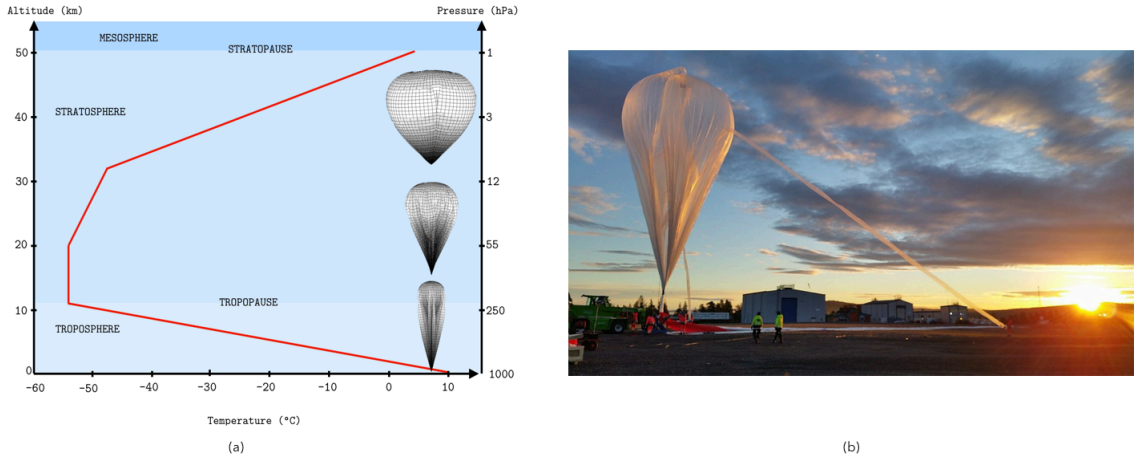 Altitude (km)
Pressure (hPa)
MESOSPHERE
STRATOPAUSE
50
1
STRATOSPHERE
40
3
30
12
20
55
TROPOPAUSE
10
250
TROPOSPHERE
0
1000
-60 -50 -40 -30 -20 -10 0 10
Temperature (°C)
(a)
(b)